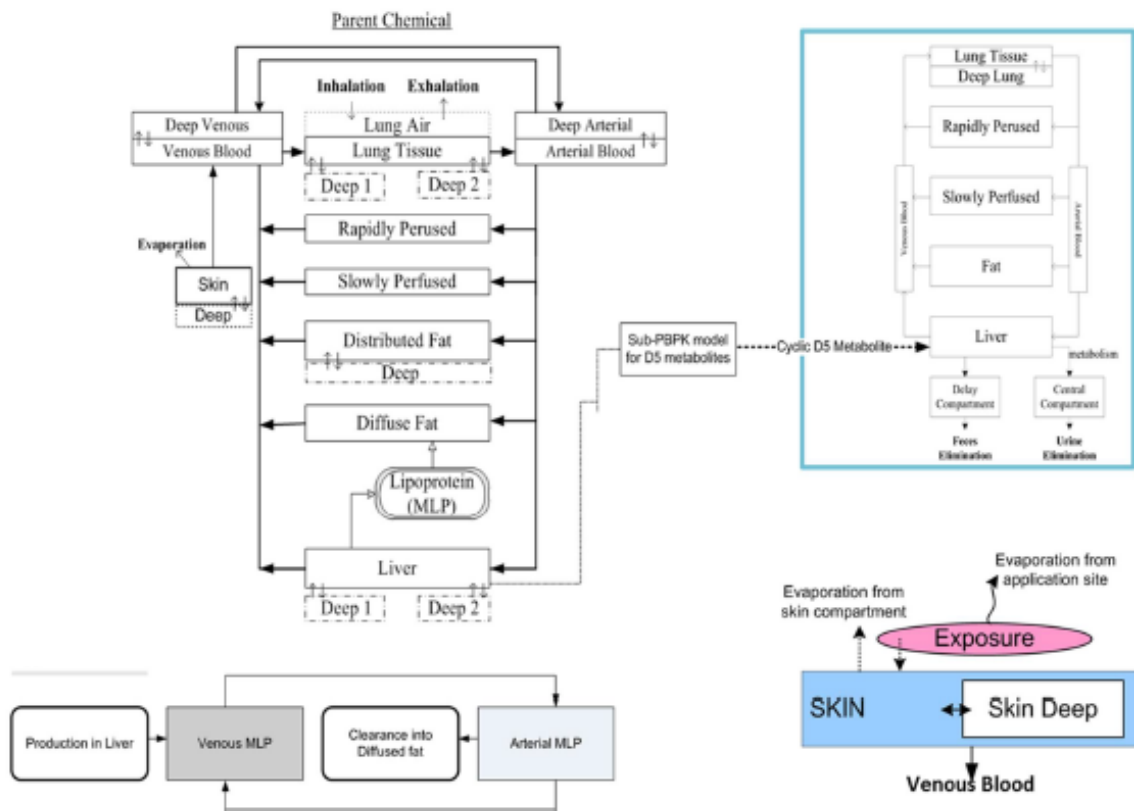 Parent Chemical
Inhalation
Exhalation
Deep Venous
Venous Blood
Lung Air
Lung Tissue
Deep Arterial
Arterial Blood
Deep 1
Deep 2
Rapidly Perused
Evaporation
Skin
Deep
Slowly Perfused
Distributed Fat
Deep
Diffuse Fat
Lipoprotein
(MLP)
Liver
Deep 1
Deep 2
Sub-PBPK model
for D5 metabolites
Cyclic D5 Metabolite
Lung Tissue
Deep Lung
Rapidly Perused
Slowly Perfused
Venous Blood
Arterial Blood
Fat
Liver
metabolism
Delay
Compartment
Central
Compartment
Feces
Elimination
Urine
Elimination
Production in Liver
Venous MLP
Clearance into
Diffused fat
Arterial MLP
Evaporation from
skin compartment
Evaporation from
application site
Exposure
SKIN
Skin Deep
Venous Blood